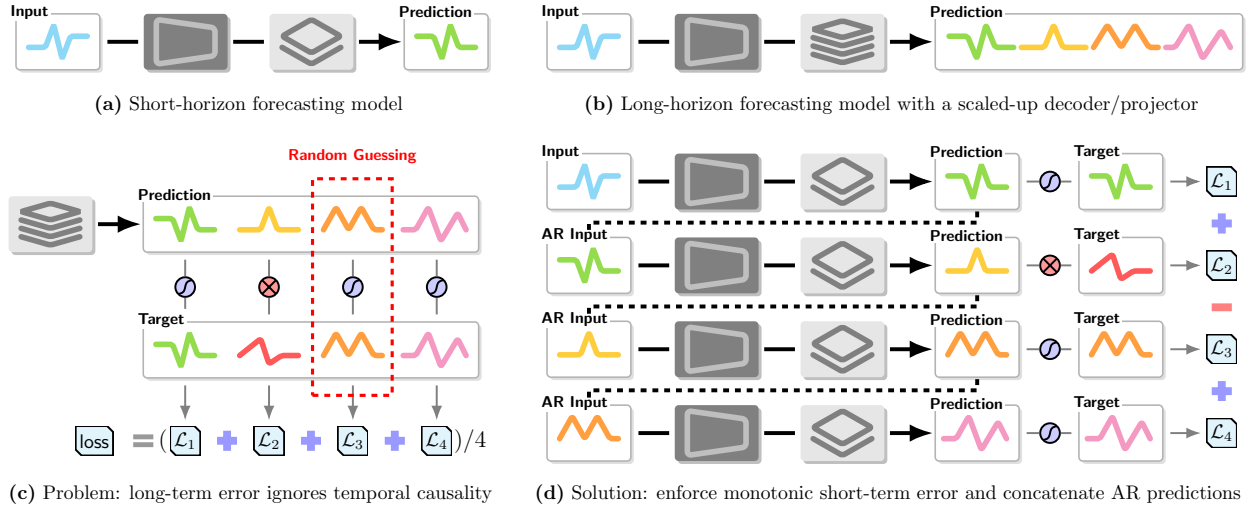 Input
Prediction
(a) Short-horizon forecasting model
Input
Prediction
(b) Long-horizon forecasting model with a scaled-up decoder/projector
Random Guessing
Prediction
Target
loss = (ℒ₁ + ℒ₂ + ℒ₃ + ℒ₄)/4
(c) Problem: long-term error ignores temporal causality
Input
Prediction
Target
ℒ₁
+
AR Input
Prediction
Target
ℒ₂
−
AR Input
Prediction
Target
ℒ₃
+
AR Input
Prediction
Target
ℒ₄
(d) Solution: enforce monotonic short-term error and concatenate AR predictions